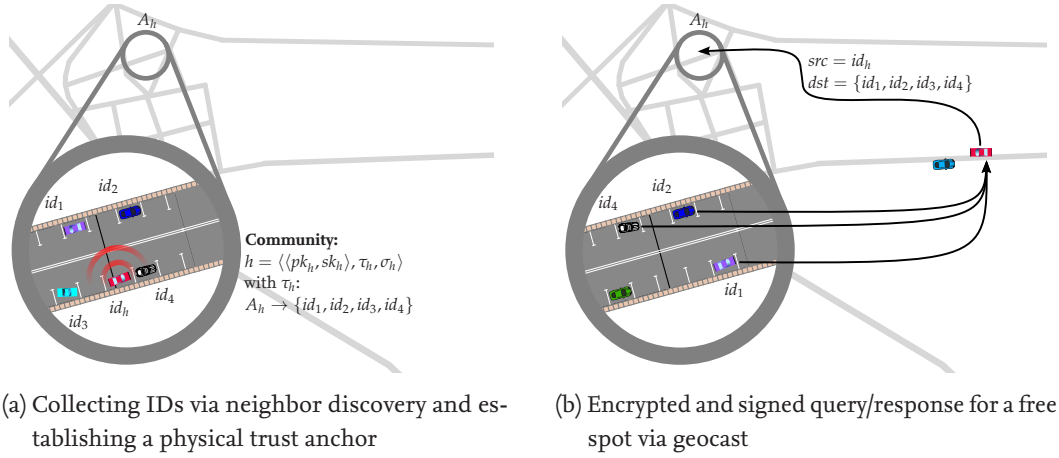 A_h
id_1
id_2
id_3
id_h
id_4
Community:
h = ⟨⟨pk_h, sk_h⟩, τ_h, σ_h⟩
with τ_h:
A_h → {id_1, id_2, id_3, id_4}
(a) Collecting IDs via neighbor discovery and es-
tablishing a physical trust anchor
A_h
src = id_h
dst = {id_1, id_2, id_3, id_4}
id_4
id_2
id_1
(b) Encrypted and signed query/response for a free
spot via geocast